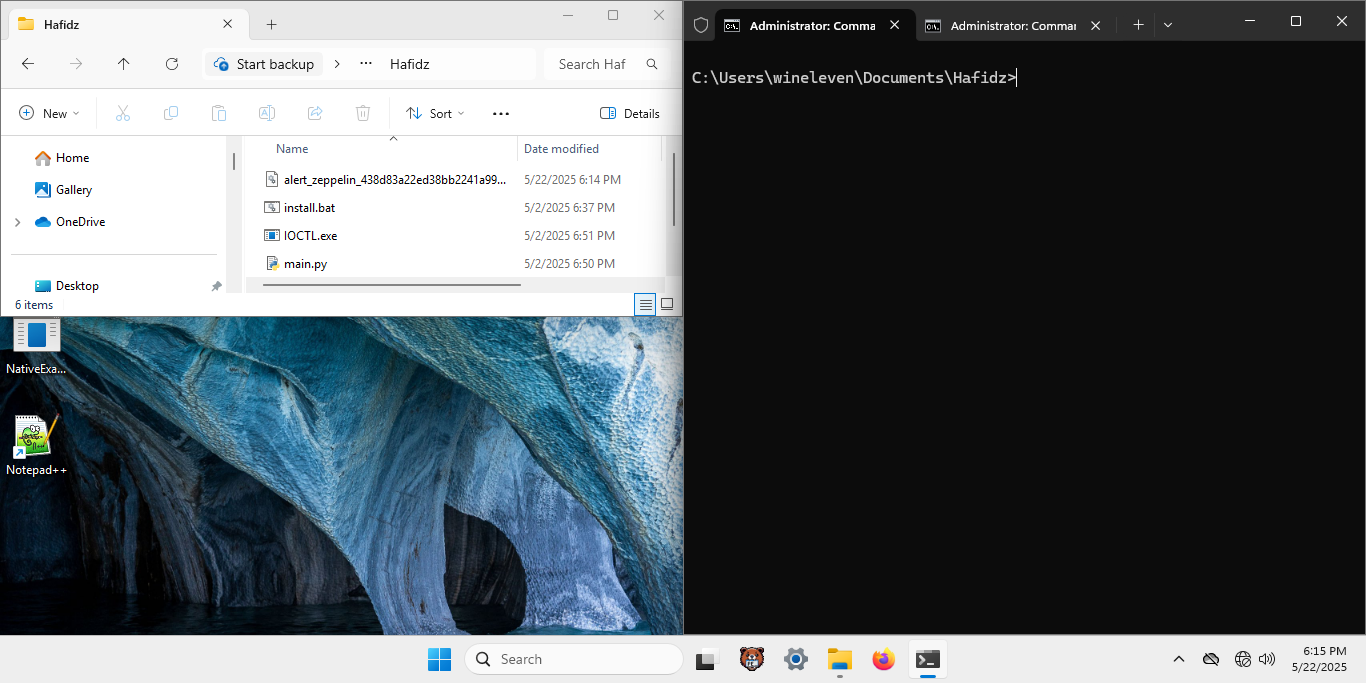 Hafidz
Start backup
Hafidz
Search Haf
New
Sort
Details
Home
Gallery
OneDrive
Desktop
Name
Date modified
alert_zeppelin_438d83a22ed38bb2241a99... 5/22/2025 6:14 PM
install.bat 5/2/2025 6:37 PM
IOCTL.exe 5/2/2025 6:51 PM
main.py 5/2/2025 6:50 PM
6 items
NativeExa...
Notepad++
Administrator: Comma
Administrator: Commar
C:\Users\wineleven\Documents\Hafidz>
Search
6:15 PM
5/22/2025